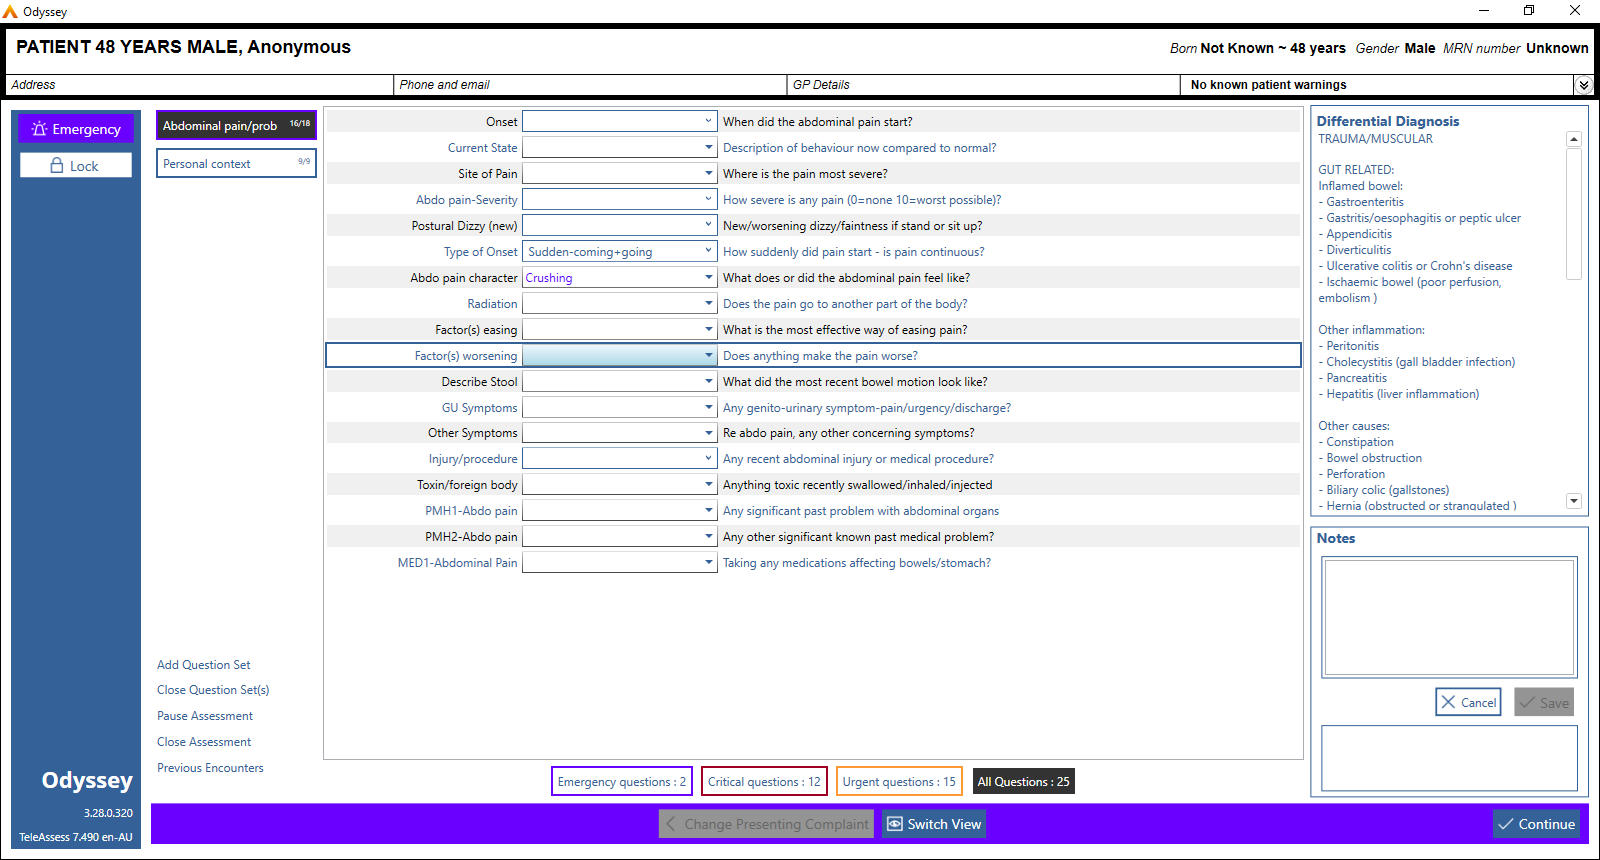 Odyssey
PATIENT 48 YEARS MALE, Anonymous
Born Not Known ~ 48 years Gender Male MRN number Unknown
Address
Phone and email
GP Details
No known patient warnings
Emergency
Lock
Abdominal pain/prob 16/18
Personal context 9/9
Onset When did the abdominal pain start?
Current State Description of behaviour now compared to normal?
Site of Pain Where is the pain most severe?
Abdo pain-Severity How severe is any pain (0=none 10=worst possible)?
Postural Dizzy (new) New/worsening dizzy/faintness if stand or sit up?
Type of Onset Sudden-coming+going How suddenly did pain start - is pain continuous?
Abdo pain character Crushing What does or did the abdominal pain feel like?
Radiation Does the pain go to another part of the body?
Factor(s) easing What is the most effective way of easing pain?
Factor(s) worsening Does anything make the pain worse?
Describe Stool What did the most recent bowel motion look like?
GU Symptoms Any genito-urinary symptom-pain/urgency/discharge?
Other Symptoms Re abdo pain, any other concerning symptoms?
Injury/procedure Any recent abdominal injury or medical procedure?
Toxin/foreign body Anything toxic recently swallowed/inhaled/injected
PMH1-Abdo pain Any significant past problem with abdominal organs
PMH2-Abdo pain Any other significant known past medical problem?
MED1-Abdominal Pain Taking any medications affecting bowels/stomach?
Differential Diagnosis
TRAUMA/MUSCULAR
GUT RELATED:
Inflamed bowel:
- Gastroenteritis
- Gastritis/oesophagitis or peptic ulcer
- Appendicitis
- Diverticulitis
- Ulcerative colitis or Crohn's disease
- Ischaemic bowel (poor perfusion,
embolism )
Other inflammation:
- Peritonitis
- Cholecystitis (gall bladder infection)
- Pancreatitis
- Hepatitis (liver inflammation)
Other causes:
- Constipation
- Bowel obstruction
- Perforation
- Biliary colic (gallstones)
- Hernia (obstructed or strangulated )
Notes
Cancel
Save
Add Question Set
Close Question Set(s)
Pause Assessment
Close Assessment
Previous Encounters
Odyssey
3.28.0.320
TeleAssess 7.490 en-AU
Emergency questions : 2
Critical questions : 12
Urgent questions : 15
All Questions : 25
Change Presenting Complaint
Switch View
Continue